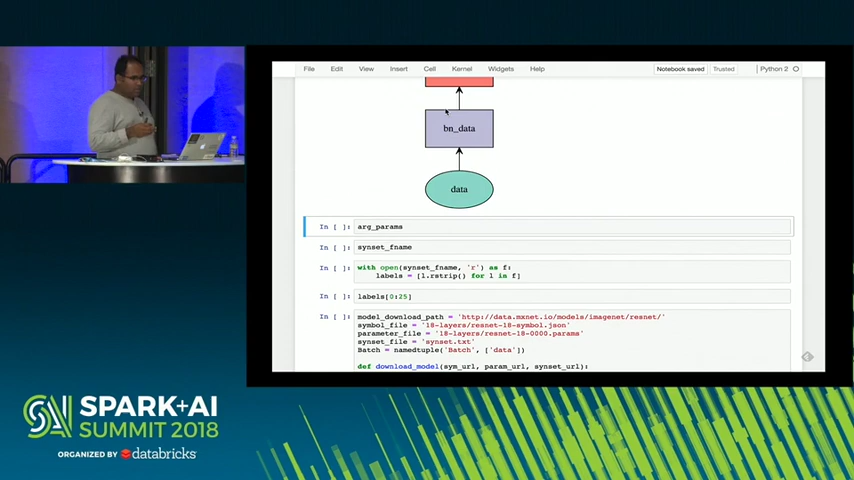 File Edit View Insert Cell Kernel Widgets Help Notebook saved Trusted Python 2
bn_data
data
In [ ]: arg_params
In [ ]: synset_fname
In [ ]: with open(synset_fname, 'r') as f:
labels = [l.rstrip() for l in f]
In [ ]: labels[0:25]
In [ ]: model_download_path = 'http://data.mxnet.io/models/imagenet/resnet/'
symbol_file = '18-layers/resnet-18-symbol.json'
parameter_file = '18-layers/resnet-18-0000.params'
synset_file = 'synset.txt'
Batch = namedtuple('Batch', ['data'])
def download_model(sym_url, param_url, synset_url):
SPARK+AI
SUMMIT 2018
ORGANIZED BY databricks